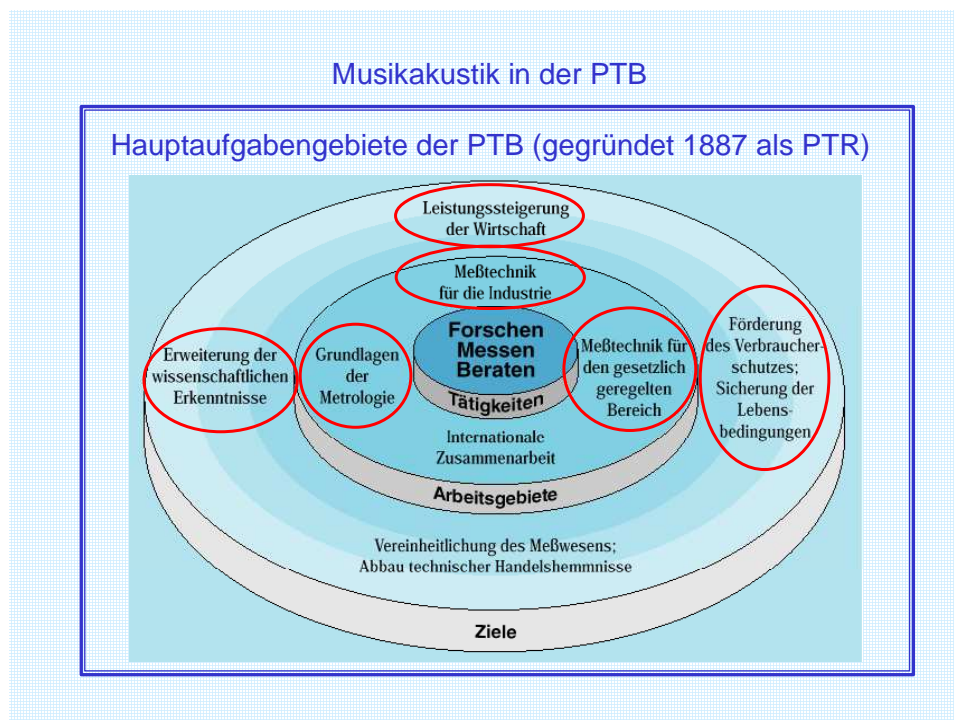 Musikakustik in der PTB
Hauptaufgabengebiete der PTB (gegründet 1887 als PTR)
Leistungssteigerung
der Wirtschaft
Meßtechnik
für die Industrie
Erweiterung der
wissenschaftlichen
Erkenntnisse
Grundlagen
der
Metrologie
Forschen
Messen
Beraten
Tätigkeiten
Meßtechnik für
den gesetzlich
geregelten
Bereich
Förderung
des Verbraucher-
schutzes;
Sicherung der
Lebens-
bedingungen
Internationale
Zusammenarbeit
Arbeitsgebiete
Vereinheitlichung des Meßwesens;
Abbau technischer Handelshemmnisse
Ziele